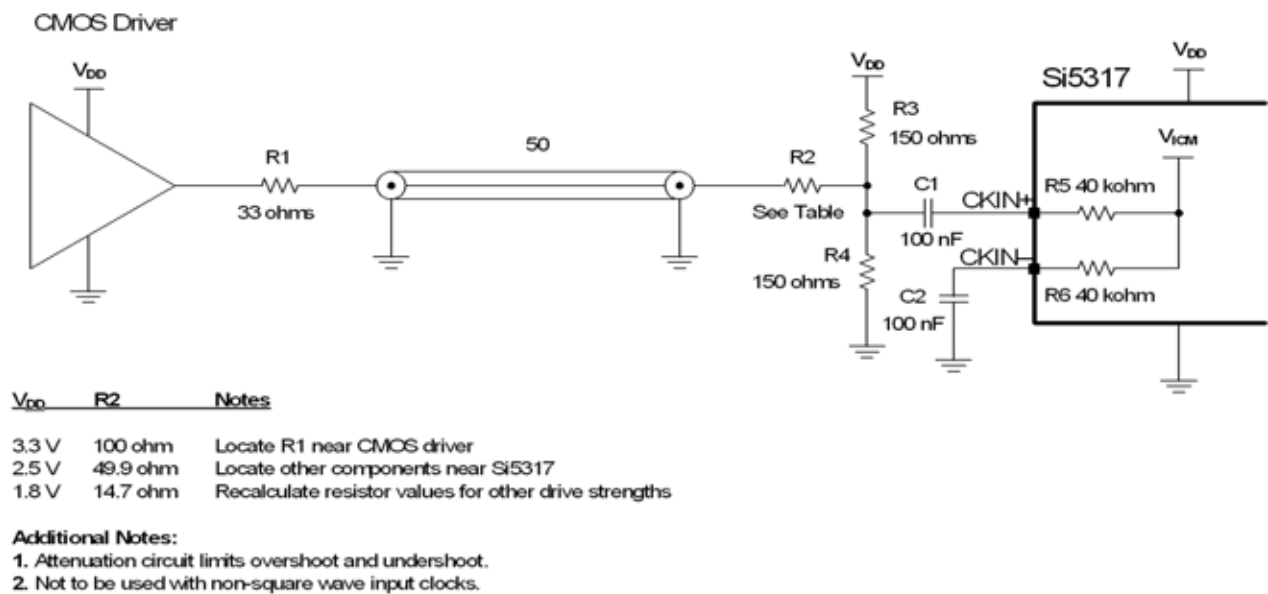 CMOS Driver
VDD
R1
33 ohms
50
R2
See Table
VDD
R3
150 ohms
R4
150 ohms
C1
100 nF
C2
100 nF
CKIN+
CKIN–
Si5317
VDD
VICM
R5 40 kohm
R6 40 kohm
VDD R2 Notes
3.3 V 100 ohm Locate R1 near CMOS driver
2.5 V 49.9 ohm Locate other components near Si5317
1.8 V 14.7 ohm Recalculate resistor values for other drive strengths
Additional Notes:
1. Attenuation circuit limits overshoot and undershoot.
2. Not to be used with non-square wave input clocks.